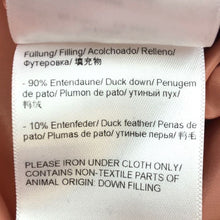 Füllung/ Filling/ Acolchoado/ Relleno/
Футеровка/ 填充物
- 90% Entendaune/ Duck down/ Penugem
de pato/ Plumon de pato/ утиный пух/
鸭绒
- 10% Entenfeder/ Duck feather/ Penas de
pato/ Plumas de pato/ утиные перья/ 鸭毛
PLEASE IRON UNDER CLOTH ONLY/
CONTAINS NON-TEXTILE PARTS OF
ANIMAL ORIGIN: DOWN FILLING